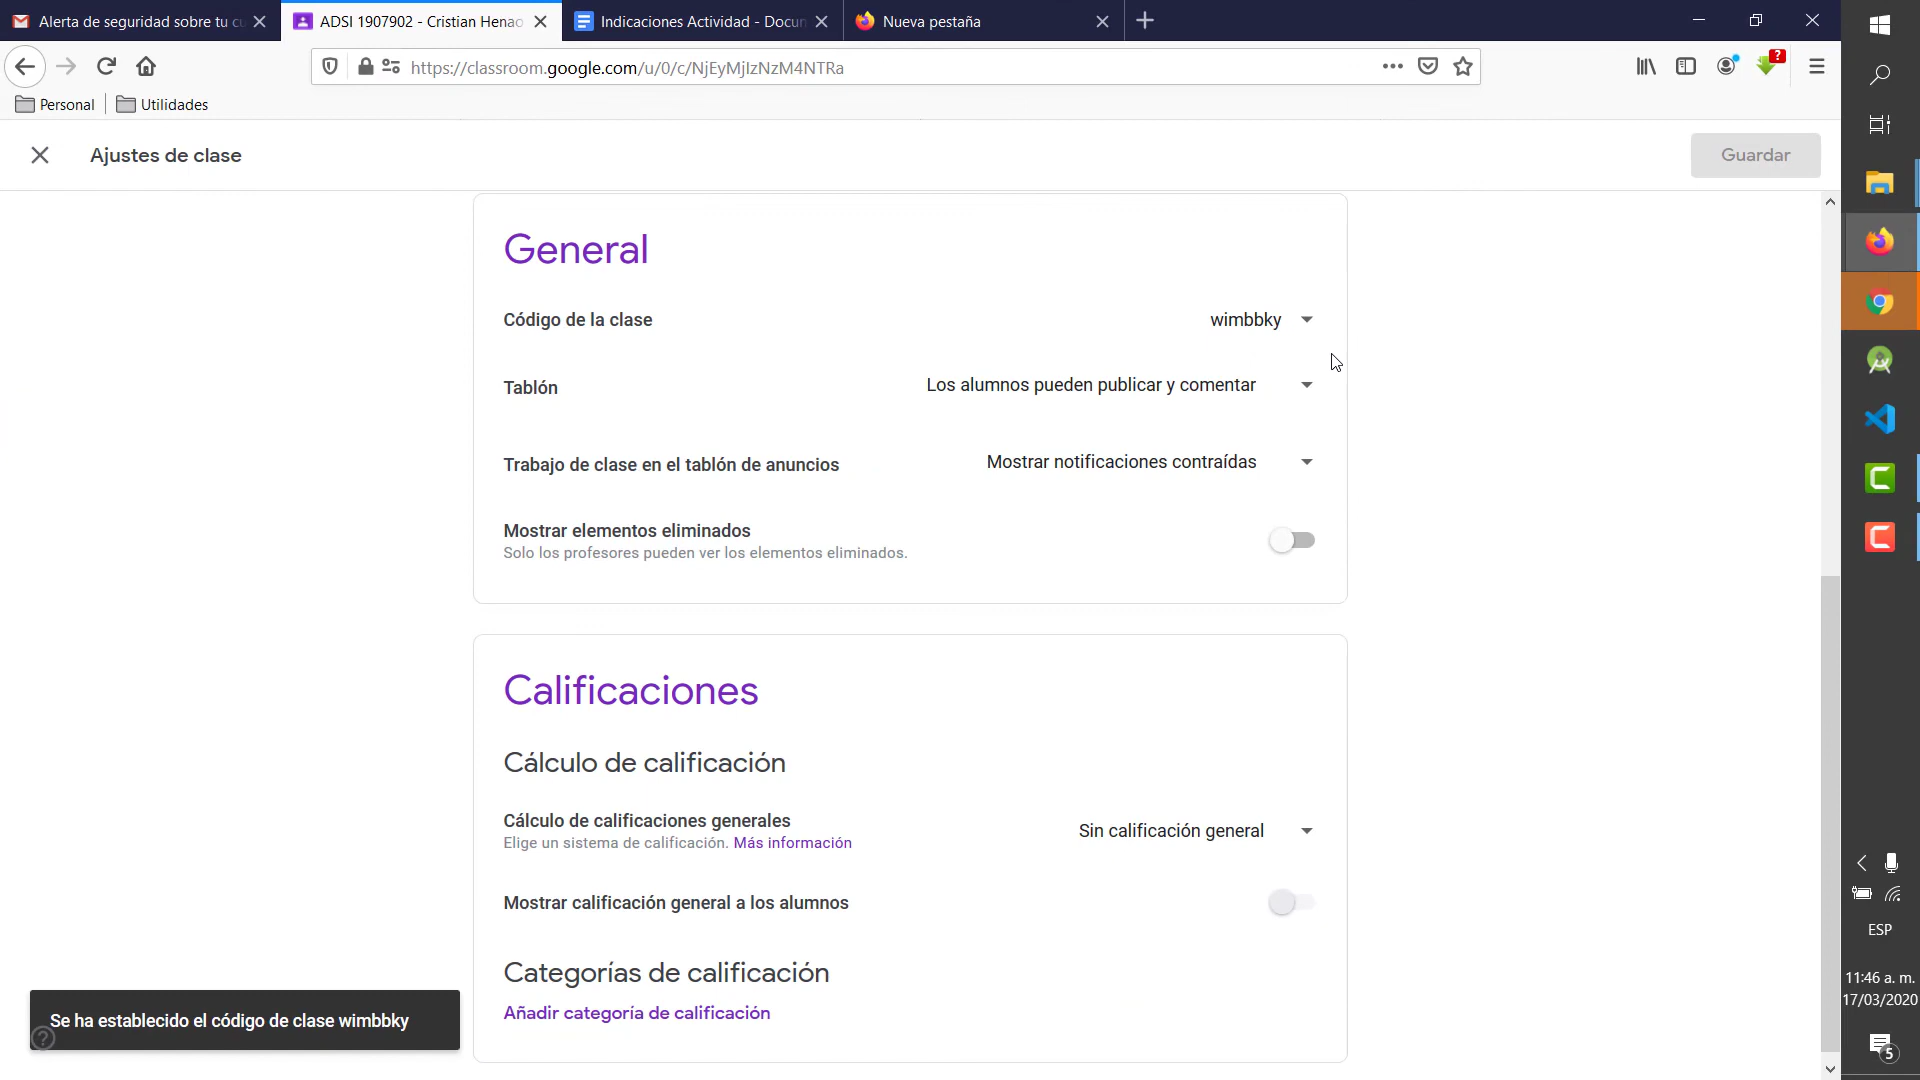 Alerta de seguridad sobre tu cu
ADSI 1907902 - Cristian Henao
Indicaciones Actividad - Docum
Nueva pestaña
https://classroom.google.com/u/0/c/NjEyMjIzNzM4NTRa
Personal
Utilidades
Ajustes de clase
Guardar
General
Código de la clase
wimbbky
Tablón
Los alumnos pueden publicar y comentar
Trabajo de clase en el tablón de anuncios
Mostrar notificaciones contraídas
Mostrar elementos eliminados
Solo los profesores pueden ver los elementos eliminados.
Calificaciones
Cálculo de calificación
Cálculo de calificaciones generales
Elige un sistema de calificación. Más información
Sin calificación general
Mostrar calificación general a los alumnos
Categorías de calificación
Añadir categoría de calificación
Se ha establecido el código de clase wimbbky
ESP
11:46 a. m.
17/03/2020
5